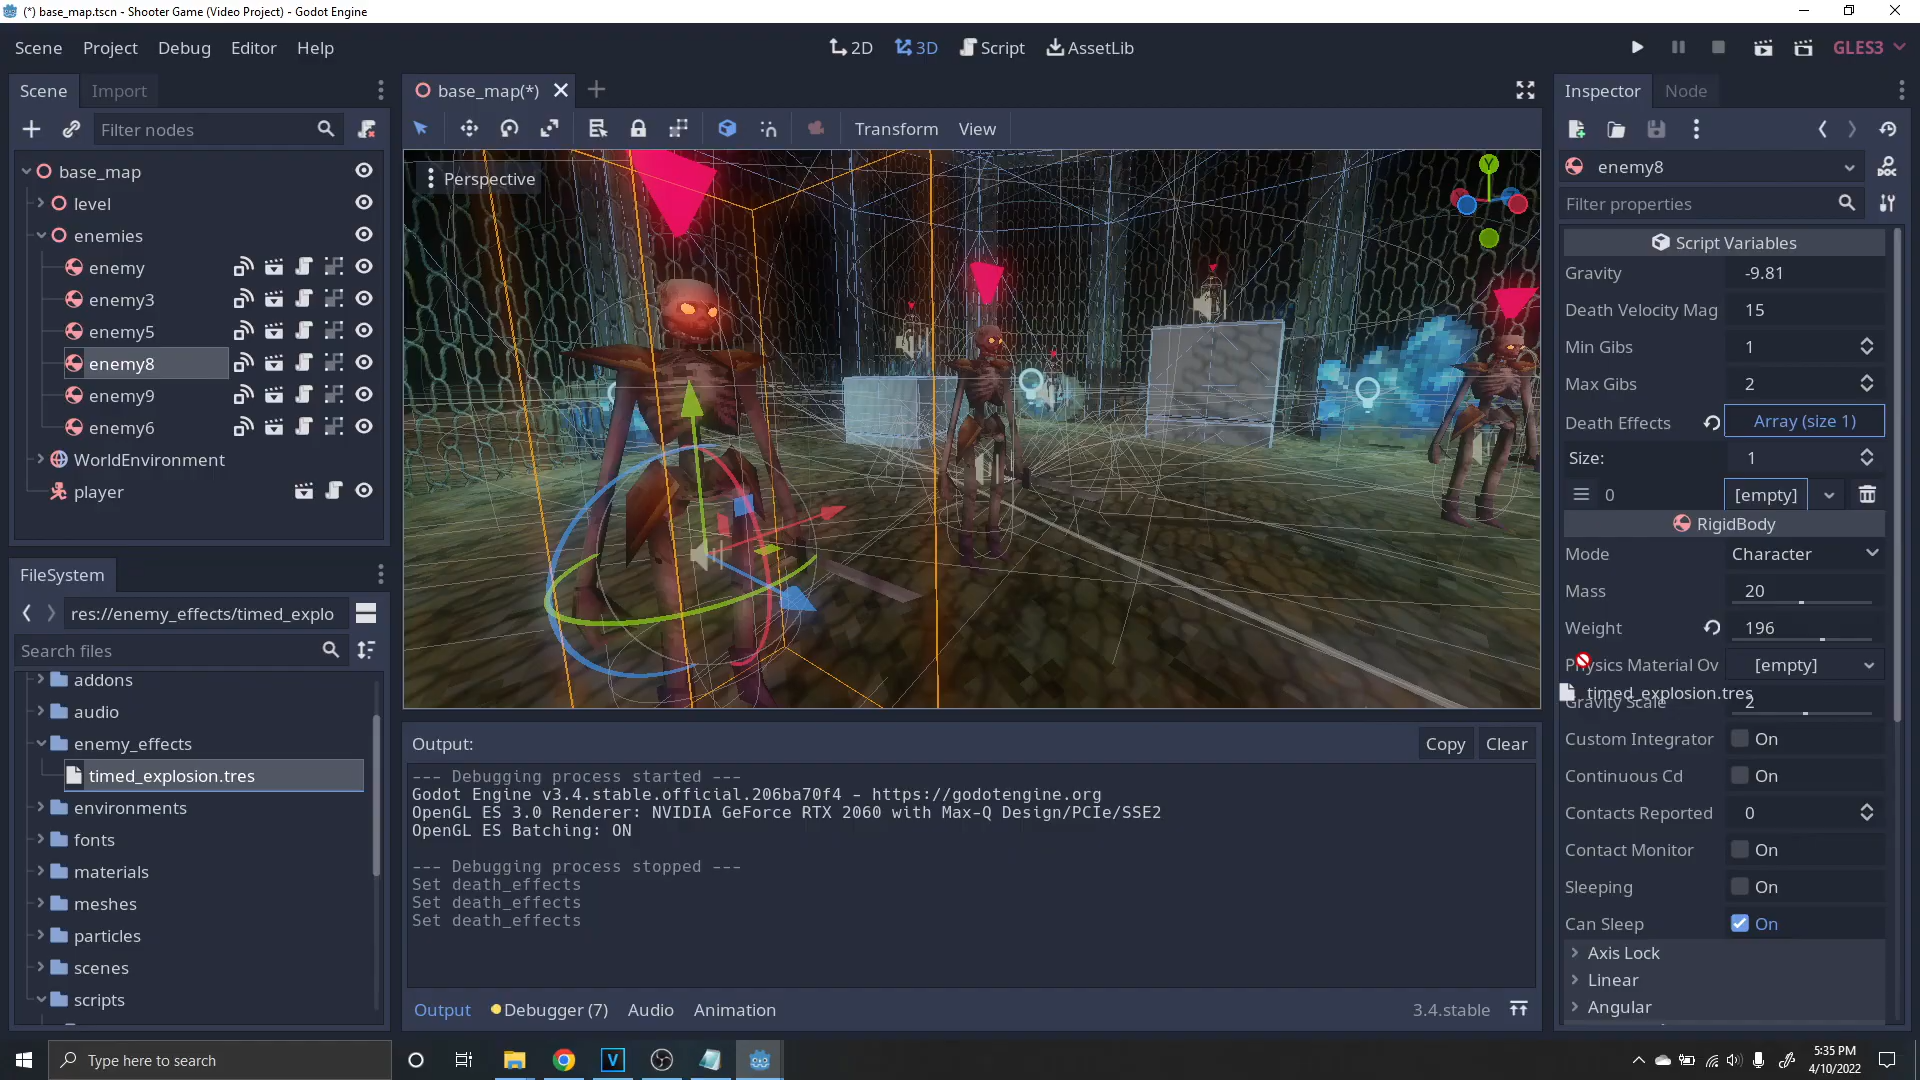 (*) base_map.tscn - Shooter Game (Video Project) - Godot Engine
Scene Project Debug Editor Help
2D 3D Script AssetLib
GLES3
Scene Import
base_map(*)
Inspector Node
Filter nodes
Transform View
base_map
level
enemies
enemy
enemy3
enemy5
enemy8
enemy9
enemy6
WorldEnvironment
player
Perspective
Y
FileSystem
res://enemy_effects/timed_explo
Search files
addons
audio
enemy_effects
timed_explosion.tres
environments
fonts
materials
meshes
particles
scenes
scripts
Output:
Copy Clear
--- Debugging process started ---
Godot Engine v3.4.stable.official.206ba70f4 - https://godotengine.org
OpenGL ES 3.0 Renderer: NVIDIA GeForce RTX 2060 with Max-Q Design/PCIe/SSE2
OpenGL ES Batching: ON
--- Debugging process stopped ---
Set death_effects
Set death_effects
Set death_effects
Output Debugger (7) Audio Animation
3.4.stable
enemy8
Filter properties
Script Variables
Gravity -9.81
Death Velocity Mag 15
Min Gibs 1
Max Gibs 2
Death Effects Array (size 1)
Size: 1
0 [empty]
RigidBody
Mode Character
Mass 20
Weight 196
Physics Material Ov [empty]
timed_explosion.tres
Gravity Scale 2
Custom Integrator On
Continuous Cd On
Contacts Reported 0
Contact Monitor On
Sleeping On
Can Sleep On
Axis Lock
Linear
Angular
Type here to search
V
5:35 PM
4/10/2022